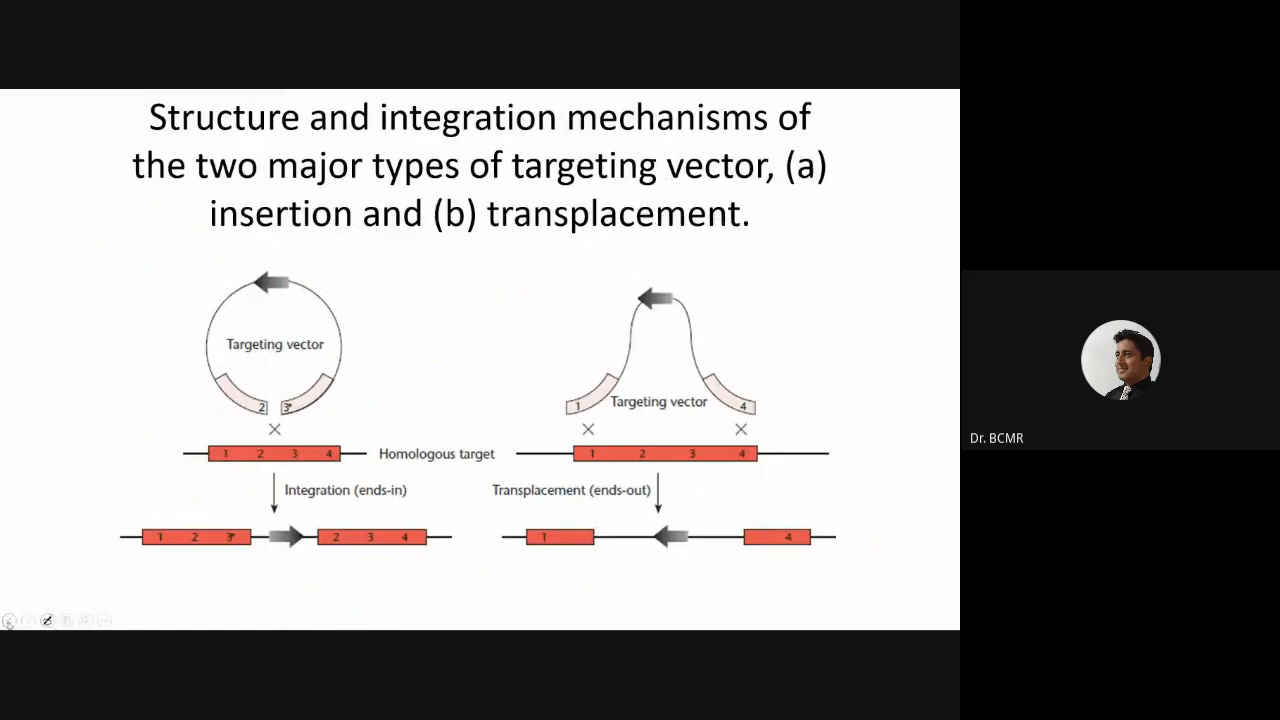 Structure and integration mechanisms of
the two major types of targeting vector, (a)
insertion and (b) transplacement.
Targeting vector
2 3*
1 Targeting vector 4
1 2 3 4 Homologous target 1 2 3 4
Integration (ends-in)
Transplacement (ends-out)
1 2 3* 2 3 4
1 4
Dr. BCMR